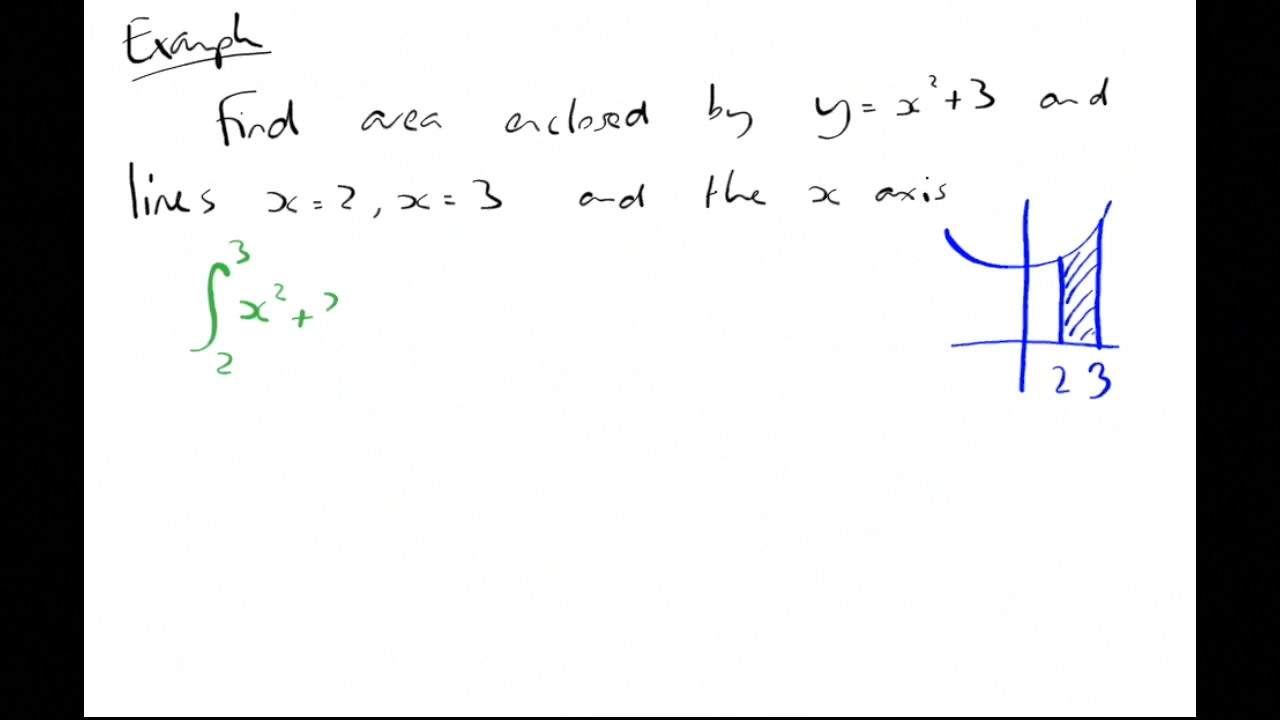 Example
Find area enclosed by y = x² + 3 and
lines x = 2, x = 3 and the x axis
∫₂³ x² +
2 3